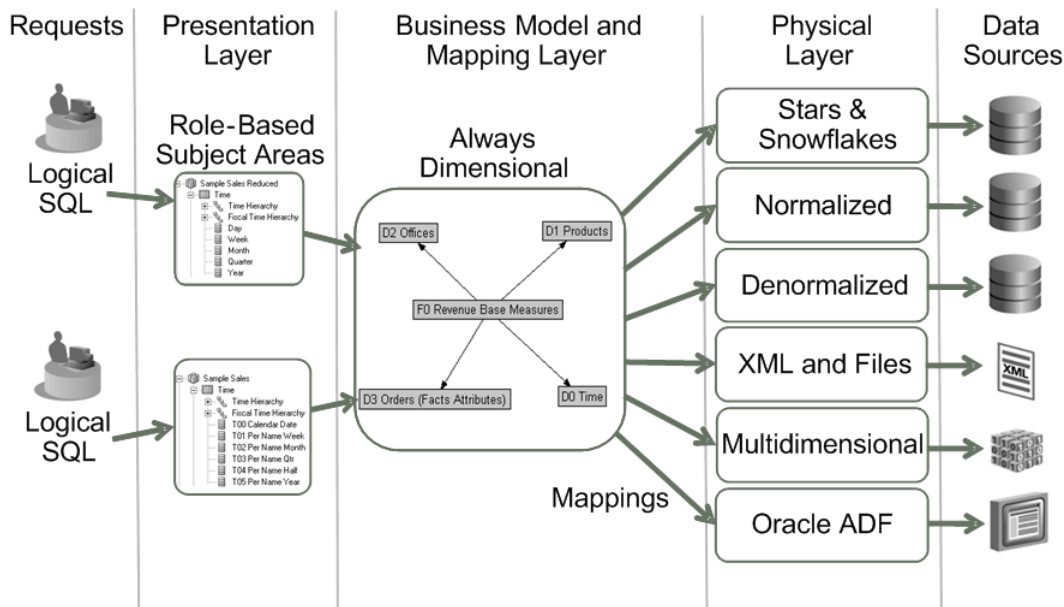 Requests
Presentation
Layer
Business Model and
Mapping Layer
Physical
Layer
Data
Sources
Logical
SQL
Role-Based
Subject Areas
Sample Sales Reduced
Time
Time Hierarchy
Fiscal Time Hierarchy
Day
Week
Month
Quarter
Year
Logical
SQL
Sample Sales
Time
Time Hierarchy
Fiscal Time Hierarchy
T00 Calendar Date
T01 Per Name Week
T02 Per Name Month
T03 Per Name Qtr
T04 Per Name Half
T05 Per Name Year
Always
Dimensional
D2 Offices
D1 Products
F0 Revenue Base Measures
D3 Orders (Facts Attributes)
D0 Time
Mappings
Stars &
Snowflakes
Normalized
Denormalized
XML and Files
Multidimensional
Oracle ADF
XML